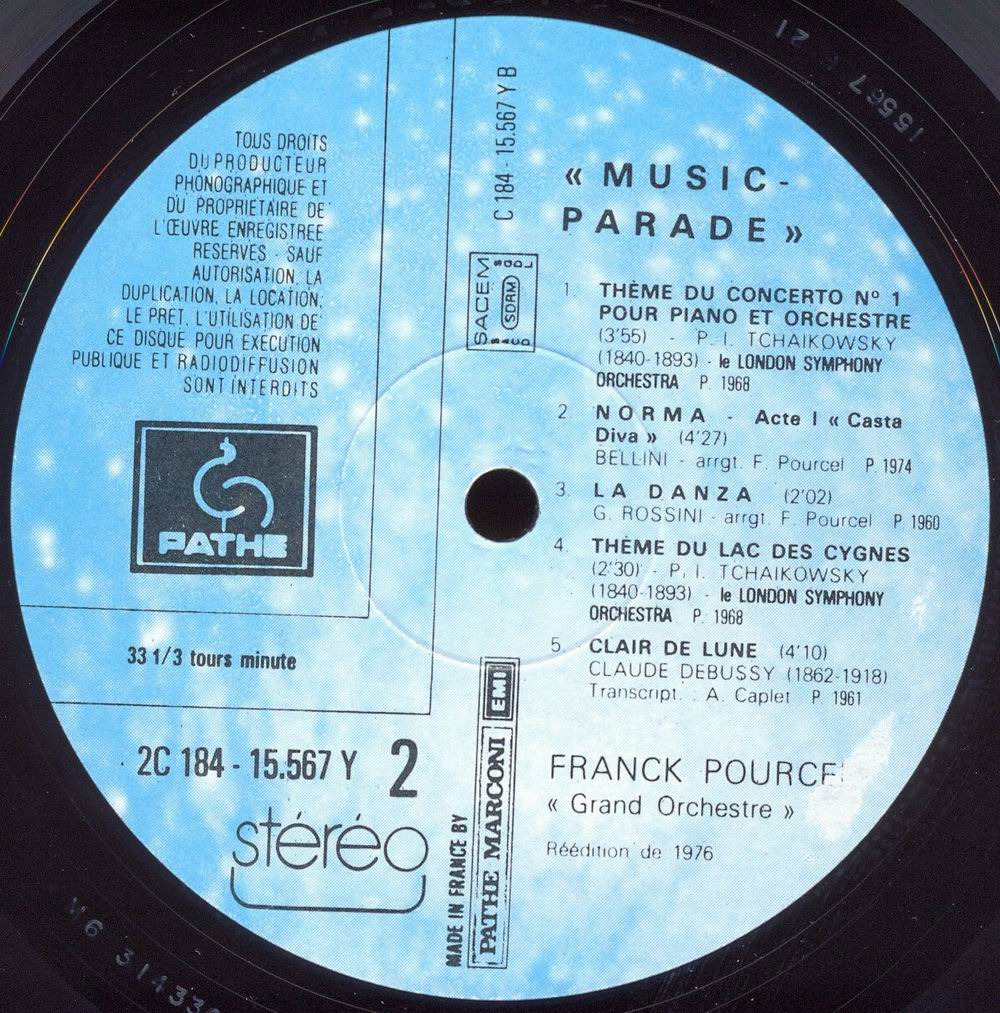 TOUS DROITS
DU PRODUCTEUR
PHONOGRAPHIQUE ET
DU PROPRIETAIRE DE
L'ŒUVRE ENREGISTREE
RESERVES - SAUF
AUTORISATION, LA
DUPLICATION, LA LOCATION,
LE PRET, L'UTILISATION DE
CE DISQUE POUR EXECUTION
PUBLIQUE ET RADIODIFFUSION
SONT INTERDITS
PATHE
33 1/3 tours minute
2C 184 - 15.567 Y 2
stéréo
C 184 - 15.567 Y B
SACEM
SDRM
SACD
MADE IN FRANCE BY
PATHE MARCONI EMI
« MUSIC -
PARADE »
1. THÈME DU CONCERTO Nº 1
POUR PIANO ET ORCHESTRE
(3'55) - P. I. TCHAIKOWSKY
(1840-1893) - le LONDON SYMPHONY
ORCHESTRA P 1968
2. NORMA - Acte I « Casta
Diva » (4'27)
BELLINI - arrgt. F. Pourcel P 1974
3. LA DANZA (2'02)
G. ROSSINI - arrgt. F. Pourcel P 1960
4. THÈME DU LAC DES CYGNES
(2'30) - P. I. TCHAIKOWSKY
(1840-1893) - le LONDON SYMPHONY
ORCHESTRA P. 1968
5. CLAIR DE LUNE (4'10)
CLAUDE DEBUSSY (1862-1918)
Transcript. : A. Caplet P. 1961
FRANCK POURCE
« Grand Orchestre »
Réédition de 1976
15567 21